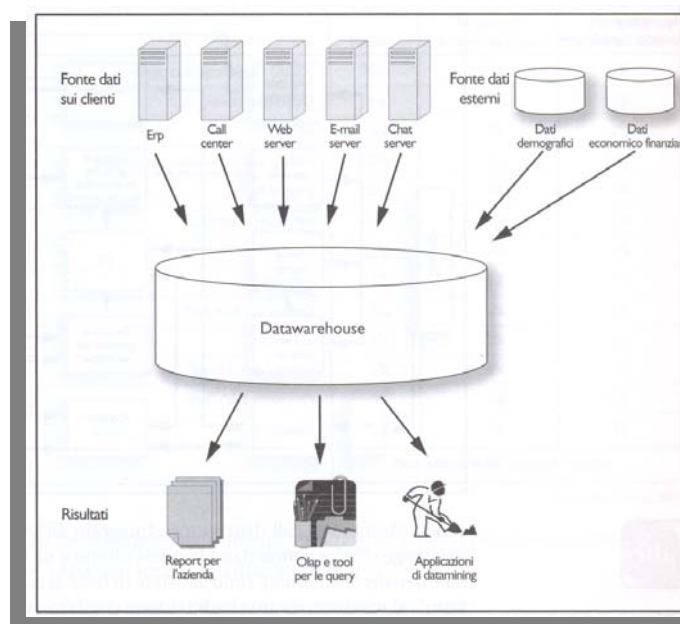 Fonte dati
sui clienti
Erp
Call
center
Web
server
E-mail
server
Chat
server
Fonte dati
esterni
Dati
demografici
Dati
economico finanziar
Datawarehouse
Risultati
Report per
l'azienda
Olap e tool
per le query
Applicazioni
di datamining